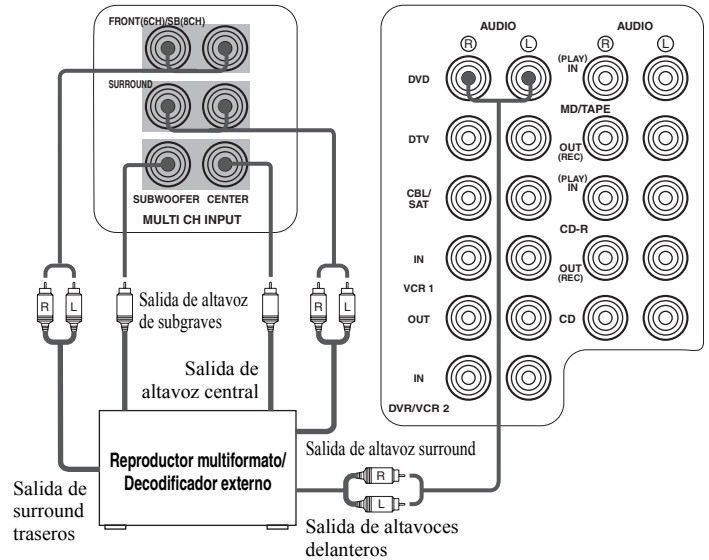 FRONT(6CH)/SB(8CH)
SURROUND
SUBWOOFER CENTER
MULTI CH INPUT
AUDIO
R L
DVD
DTV
CBL/
SAT
IN
VCR 1
OUT
IN
DVR/VCR 2
AUDIO
R L
(PLAY)
IN
MD/TAPE
OUT
(REC)
(PLAY)
IN
CD-R
OUT
(REC)
CD
R L
Salida de altavoz
de subgraves
R L
Salida de
altavoz central
Reproductor multiformato/
Decodificador externo
Salida de altavoz surround
R
L
Salida de
surround
traseros
Salida de altavoces
delanteros